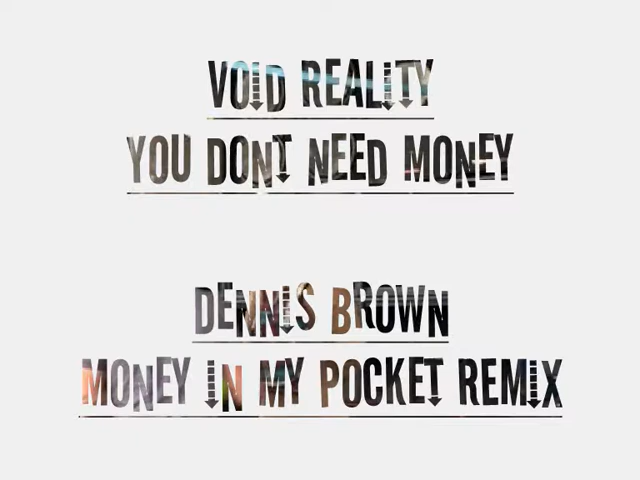 VOID REALITY
YOU DONT NEED MONEY
DENNIS BROWN
MONEY IN MY POCKET REMIX